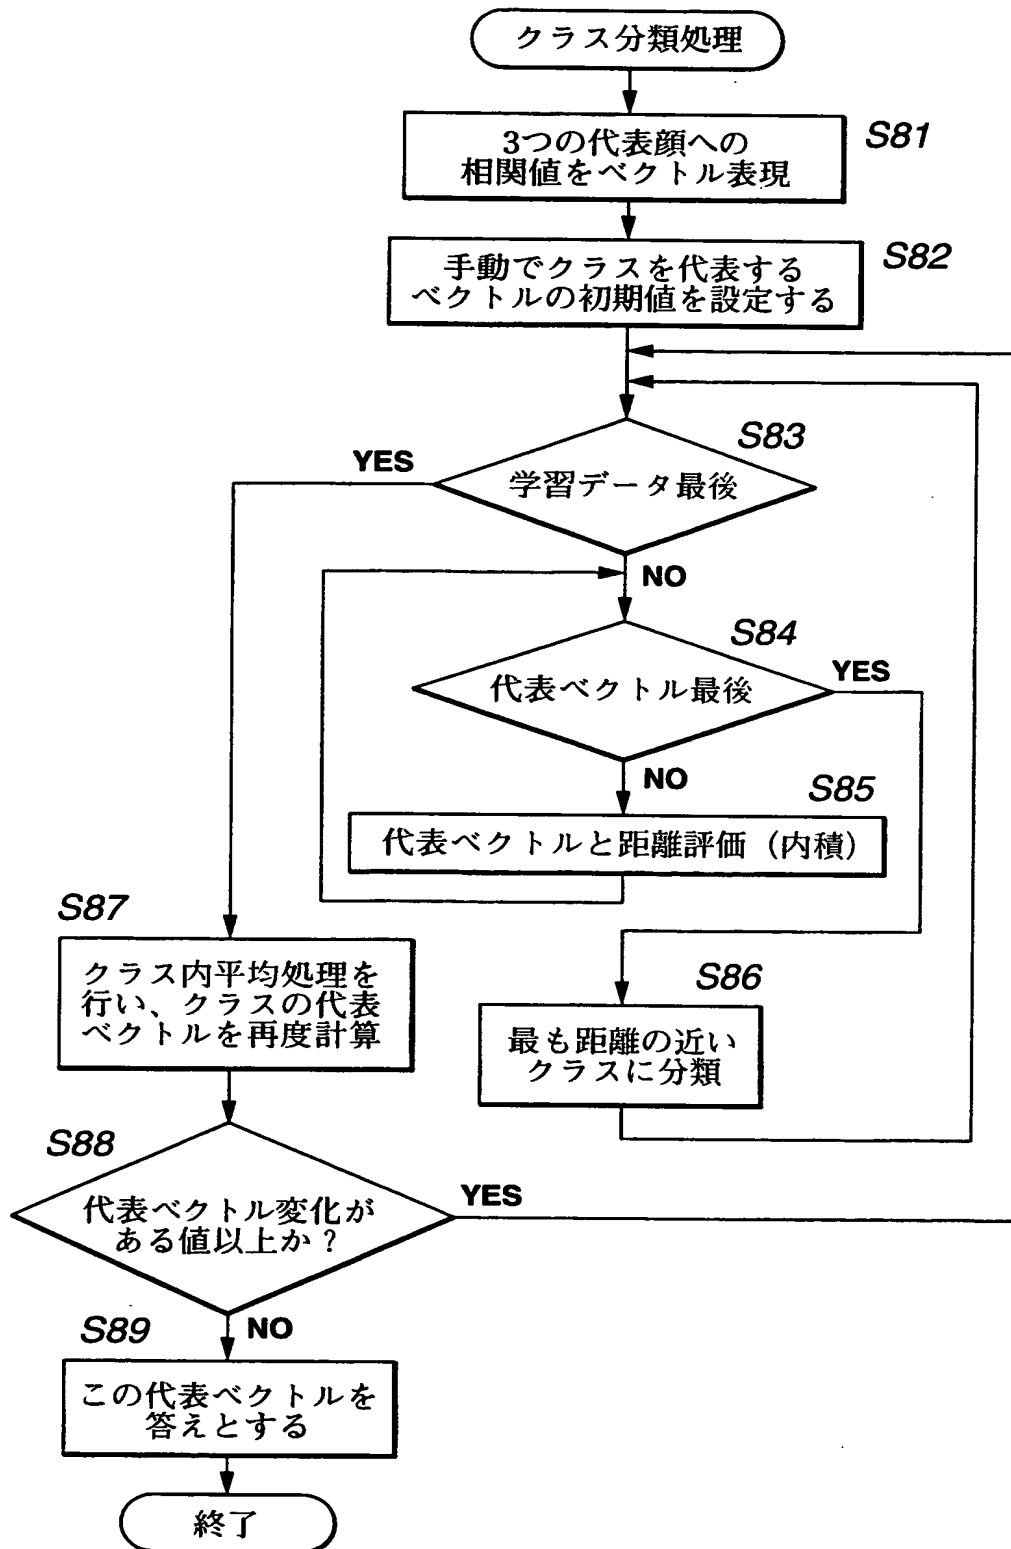 クラス分類処理
S81
3つの代表顔への
相関値をベクトル表現
S82
手動でクラスを代表する
ベクトルの初期値を設定する
S83
YES
学習データ最後
NO
S84
YES
代表ベクトル最後
NO
S85
代表ベクトルと距離評価（内積）
S87
クラス内平均処理を
行い、クラスの代表
ベクトルを再度計算
S86
最も距離の近い
クラスに分類
S88
YES
代表ベクトル変化が
ある値以上か？
NO
S89
この代表ベクトルを
答えとする
終了